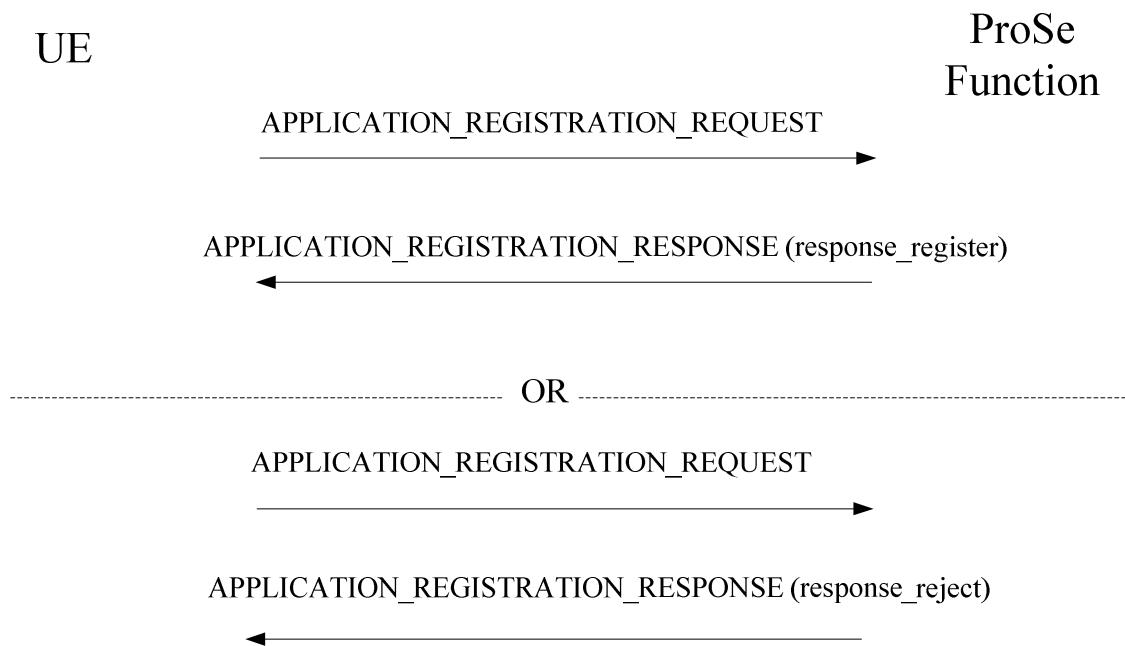 UE
ProSe
Function
APPLICATION_REGISTRATION_REQUEST
APPLICATION_REGISTRATION_RESPONSE (response_register)
OR
APPLICATION_REGISTRATION_REQUEST
APPLICATION_REGISTRATION_RESPONSE (response_reject)